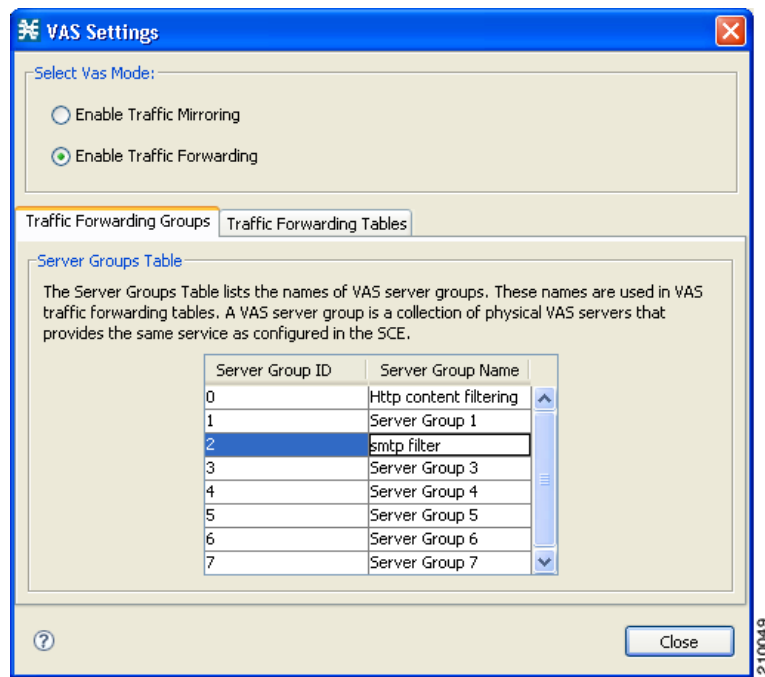 VAS Settings
Select Vas Mode:
Enable Traffic Mirroring
Enable Traffic Forwarding
Traffic Forwarding Groups Traffic Forwarding Tables
Server Groups Table
The Server Groups Table lists the names of VAS server groups. These names are used in VAS
traffic forwarding tables. A VAS server group is a collection of physical VAS servers that
provides the same service as configured in the SCE.
Server Group ID Server Group Name
0 Http content filtering
1 Server Group 1
2 smtp filter
3 Server Group 3
4 Server Group 4
5 Server Group 5
6 Server Group 6
7 Server Group 7
? Close
210049